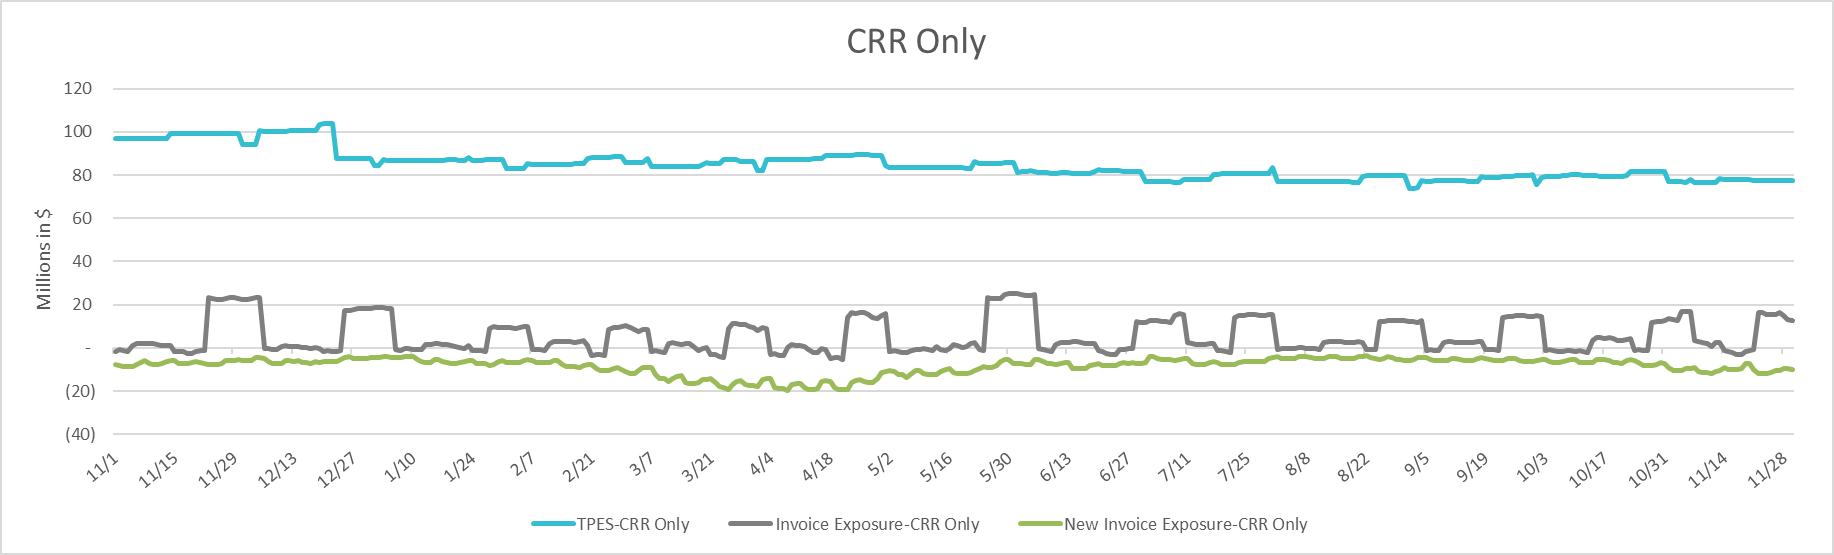 CRR Only
Millions in $
120
100
80
60
40
20
-
(20)
(40)
11/1 11/15 11/29 12/13 12/27 1/10 1/24 2/7 2/21 3/7 3/21 4/4 4/18 5/2 5/16 5/30 6/13 6/27 7/11 7/25 8/8 8/22 9/5 9/19 10/3 10/17 10/31 11/14 11/28
TPES-CRR Only Invoice Exposure-CRR Only New Invoice Exposure-CRR Only